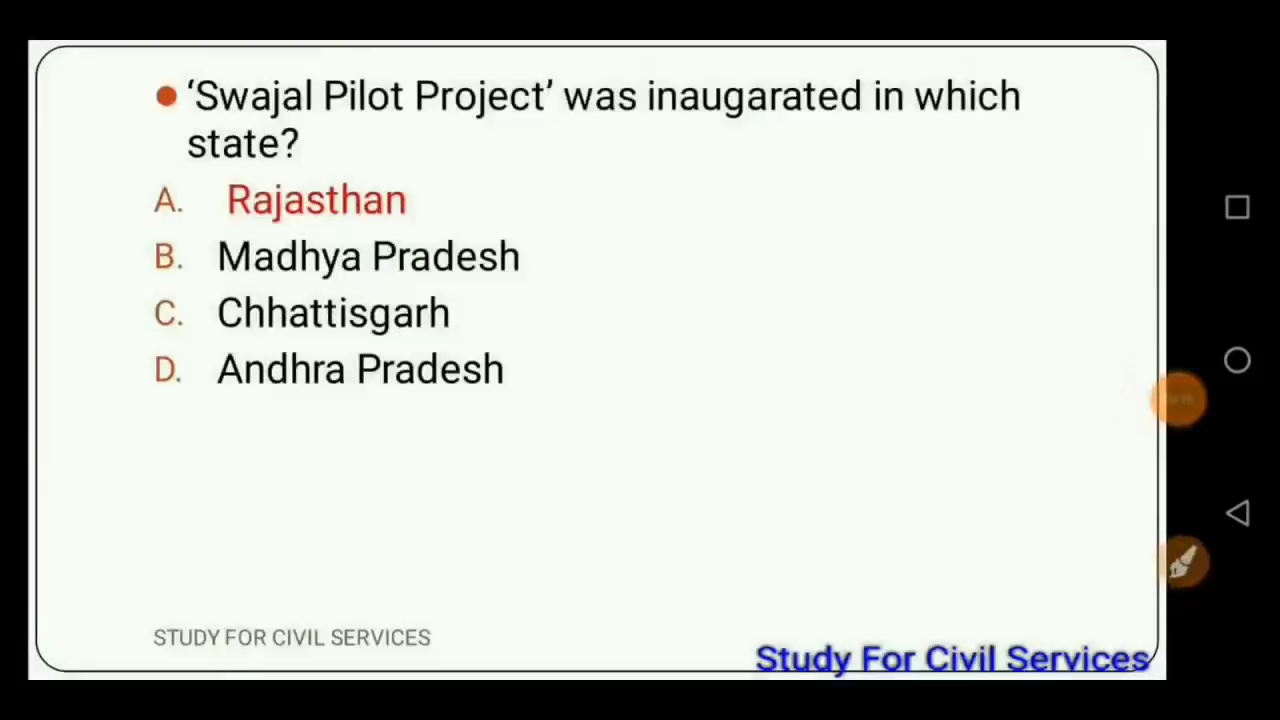 ‘Swajal Pilot Project’ was inaugarated in which
state?
A. Rajasthan
B. Madhya Pradesh
C. Chhattisgarh
D. Andhra Pradesh
STUDY FOR CIVIL SERVICES
Study For Civil Services